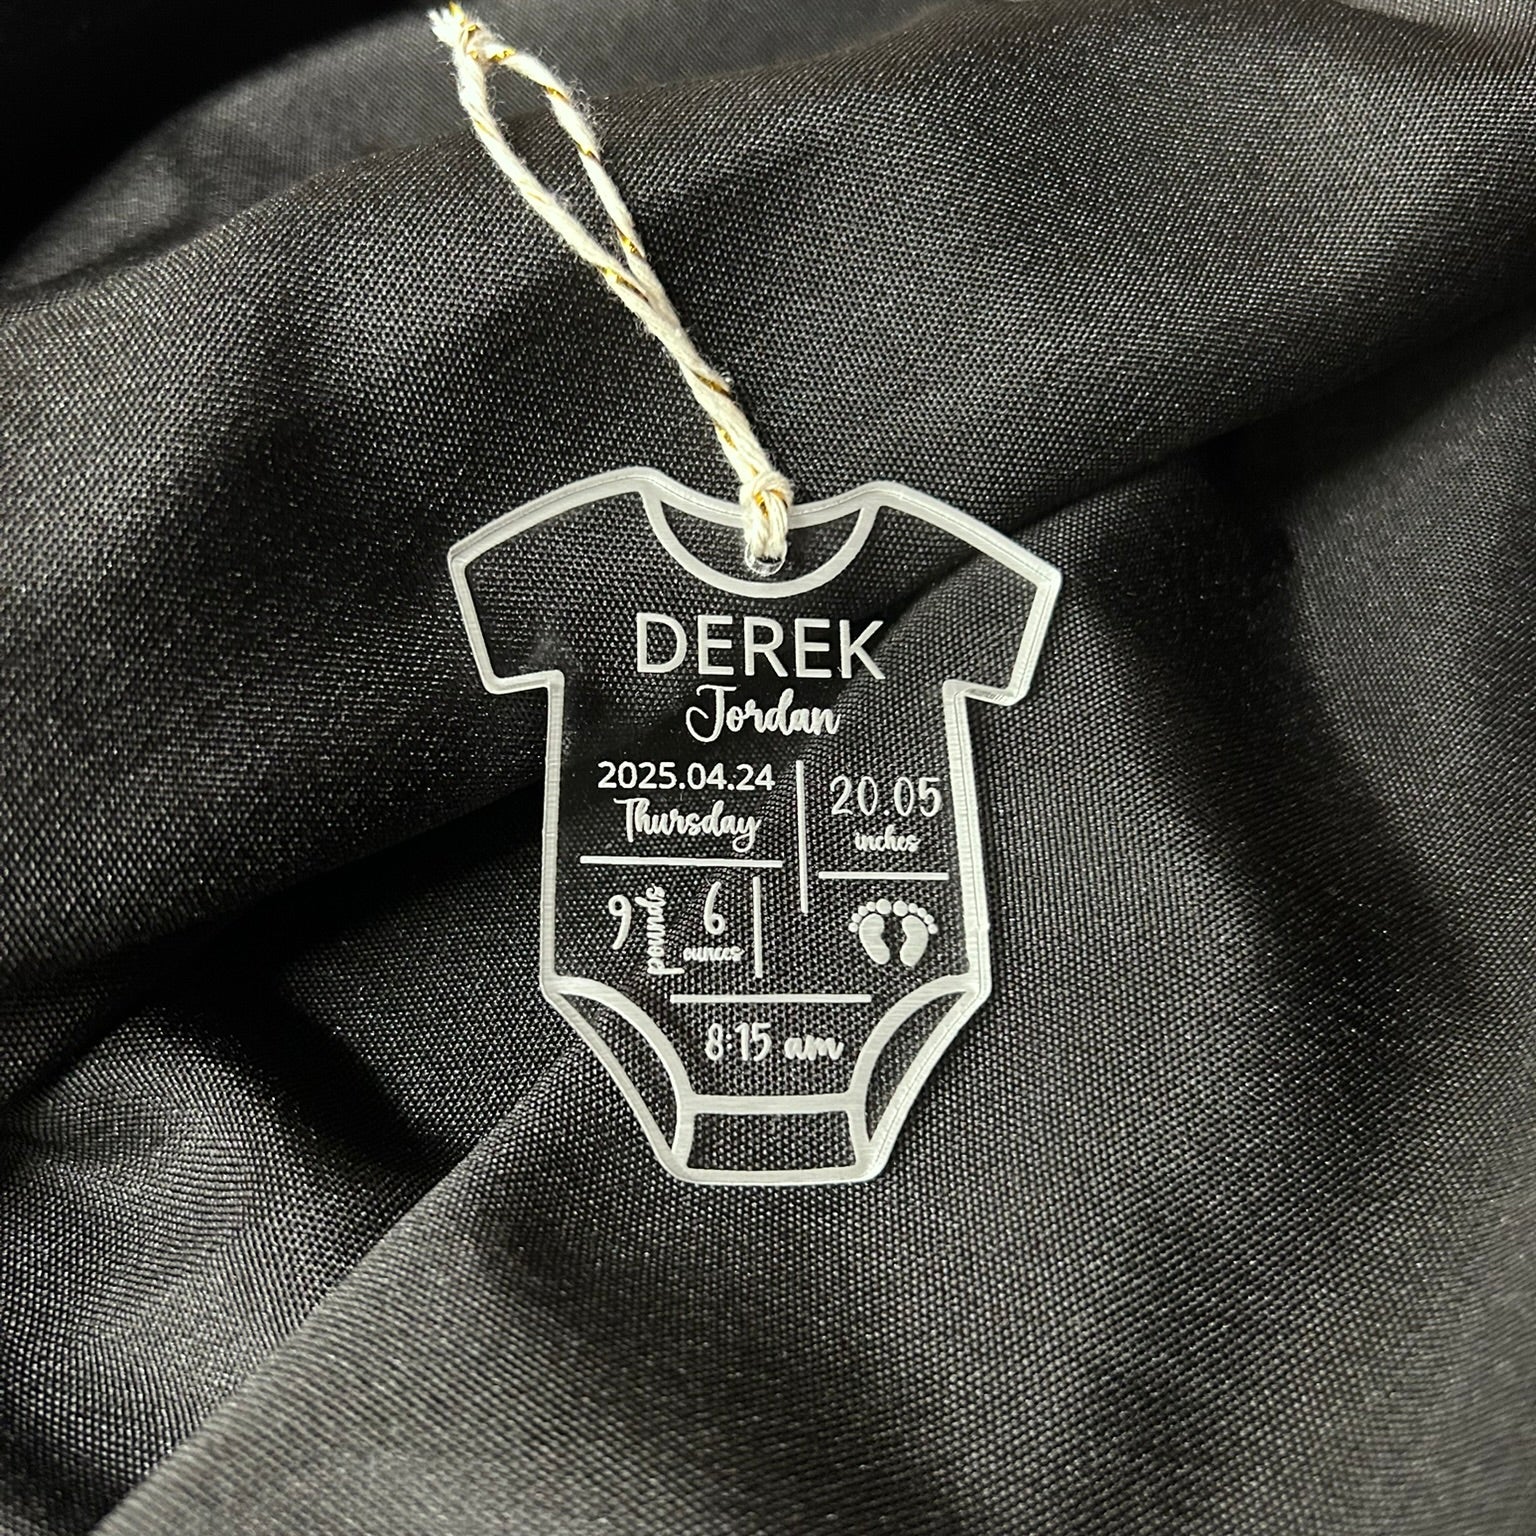 DEREK
Jordan
2025.04.24
Thursday
20.05
inches
9 pounds 6 ounces
8:15 am